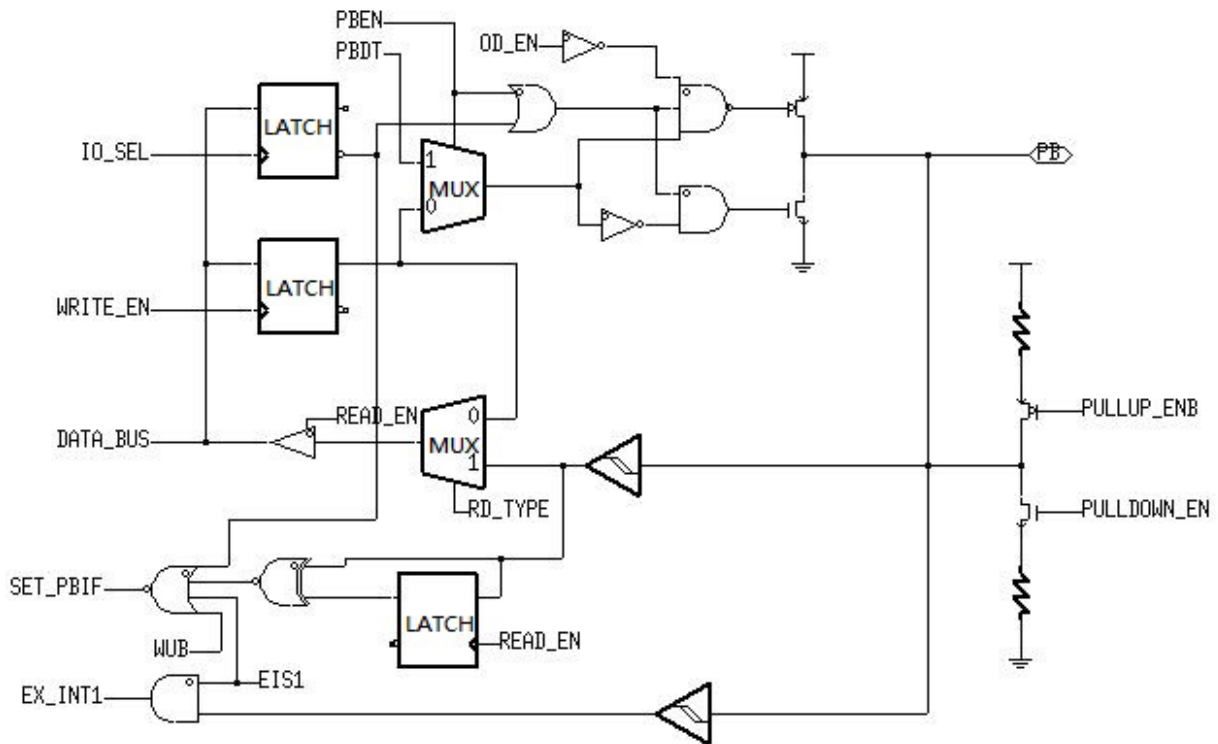 PBEN
PBDT
OD_EN
LATCH
IO_SEL
PB
1
MUX
0
LATCH
WRITE_EN
READ_EN
0
PULLUP_ENB
DATA_BUS
MUX
1
RD_TYPE
PULLDOWN_EN
SET_PBIF
LATCH
WUB
READ_EN
EIS1
EX_INT1